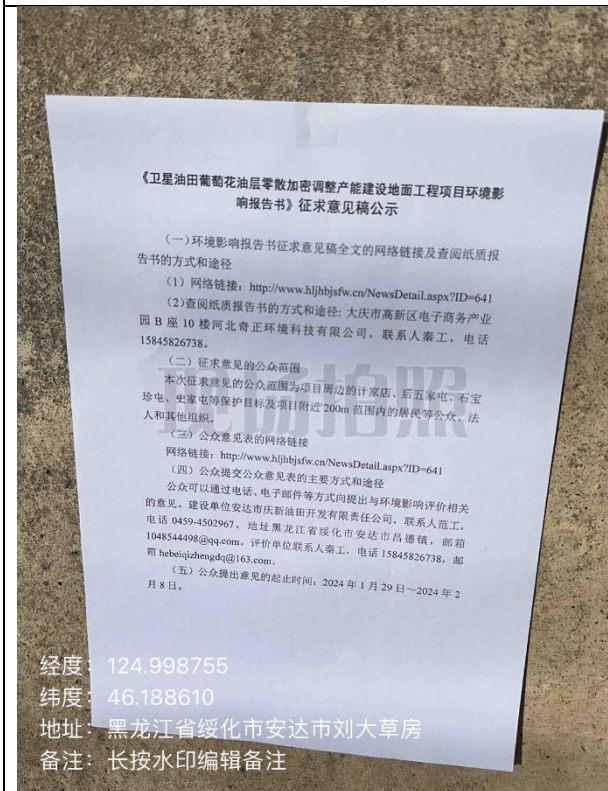 《卫星油田葡萄花油层零散加密调整产能建设地面工程项目环境影
响报告书》征求意见稿公示
（一）环境影响报告书征求意见稿全文的网络链接及查阅纸质报
告书的方式和途径
（1）网络链接：http://www.hljhbjsfw.cn/NewsDetail.aspx?ID=641
（2）查阅纸质报告书的方式和途径：大庆市高新区电子商务产业
园 B 座 10 楼河北奇正环境科技有限公司，联系人秦工，电话
15845826738。
（二）征求意见的公众范围
本次征求意见的公众范围为项目周边的计家店、后五家屯、石宝
珍屯、史家屯等保护目标及项目附近 200m 范围内的居民等公众、法
人和其他组织。
（三）公众意见表的网络链接
网络链接：http://www.hljhbjsfw.cn/NewsDetail.aspx?ID=641
（四）公众提交公众意见表的主要方式和途径
公众可以通过电话、电子邮件等方式向提出与环境影响评价相关
的意见。建设单位安达市庆新油田开发有限责任公司，联系人范工，
电话 0459-4502967，地址黑龙江省绥化市安达市昌德镇，邮箱
1048544498@qq.com。评价单位联系人秦工，电话 15845826738，邮
箱 hebeiqizhengdq@163.com。
（五）公众提出意见的起止时间：2024 年 1 月 29 日～2024 年 2
月 8 日。
现场拍照
经度：124.998755
纬度：46.188610
地址：黑龙江省绥化市安达市刘大草房
备注：长按水印编辑备注